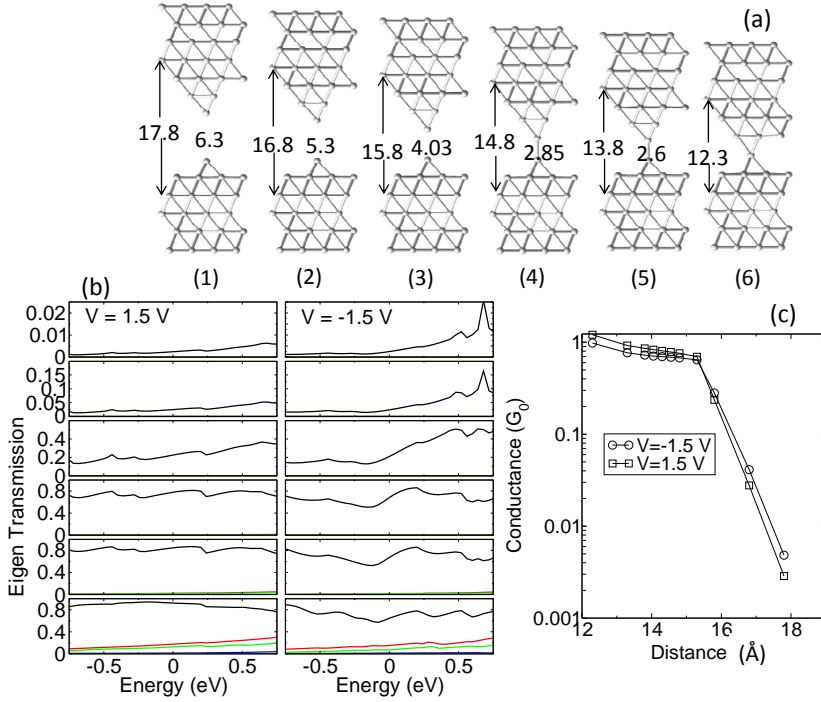 (a)
17.8 6.3 16.8 5.3 15.8 4.03 14.8 2.85 13.8 2.6 12.3
(1) (2) (3) (4) (5) (6)
(b)
V = 1.5 V V = -1.5 V
0.02
0.01
0
0.15
0.1
0.05
0
0.4
0.2
0
0.8
0.4
0
0.8
0.4
0
0.8
0.4
0
-0.5 0 0.5 -0.5 0 0.5
Energy (eV) Energy (eV)
Eigen Transmission
(c)
1
0.1
0.01
0.001
12 14 16 18
Distance (Å)
Conductance (G0)
V=-1.5 V
V=1.5 V